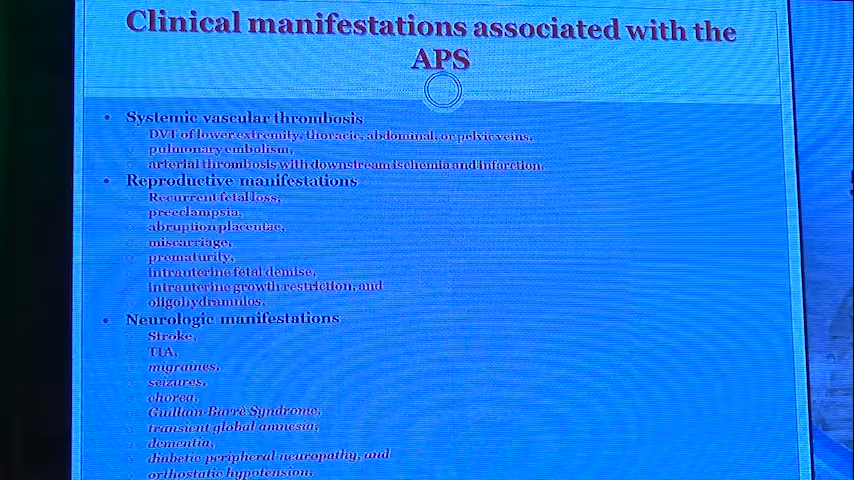 Clinical manifestations associated with the
APS
• Systemic vascular thrombosis
DVT of lower extremity, thoracic, abdominal, or pelvic veins,
pulmonary embolism,
arterial thrombosis with downstream ischemia and infarction.
• Reproductive manifestations
Recurrent fetal loss,
preeclampsia,
abruption placentae,
miscarriage,
prematurity,
intrauterine fetal demise,
intrauterine growth restriction, and
oligohydramnios.
• Neurologic manifestations
Stroke,
TIA,
migraines,
seizures,
chorea,
Guillain Barrè Syndrome,
transient global amnesia,
dementia,
diabetic peripheral neuropathy, and
orthostatic hypotension.